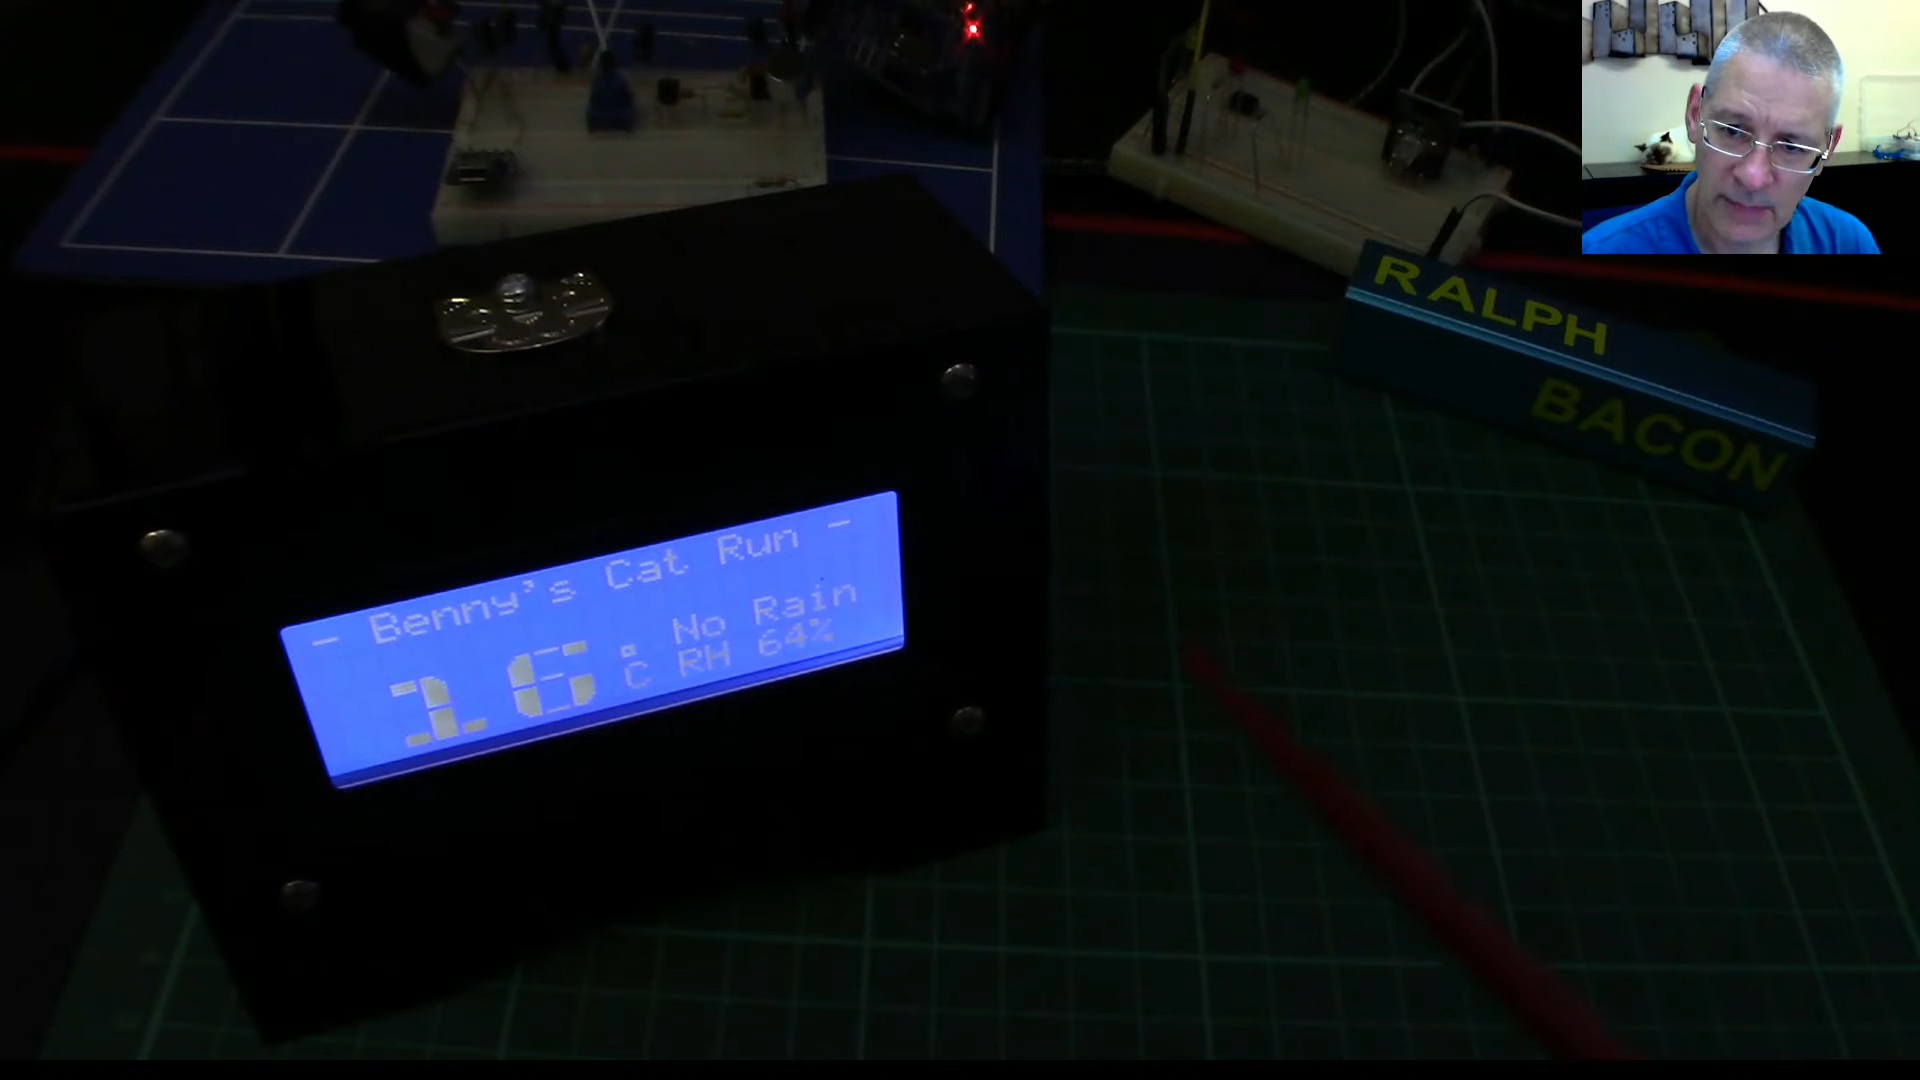 RALPH
BACON
- Benny's Cat Run -
No Rain
16°C RH 64%